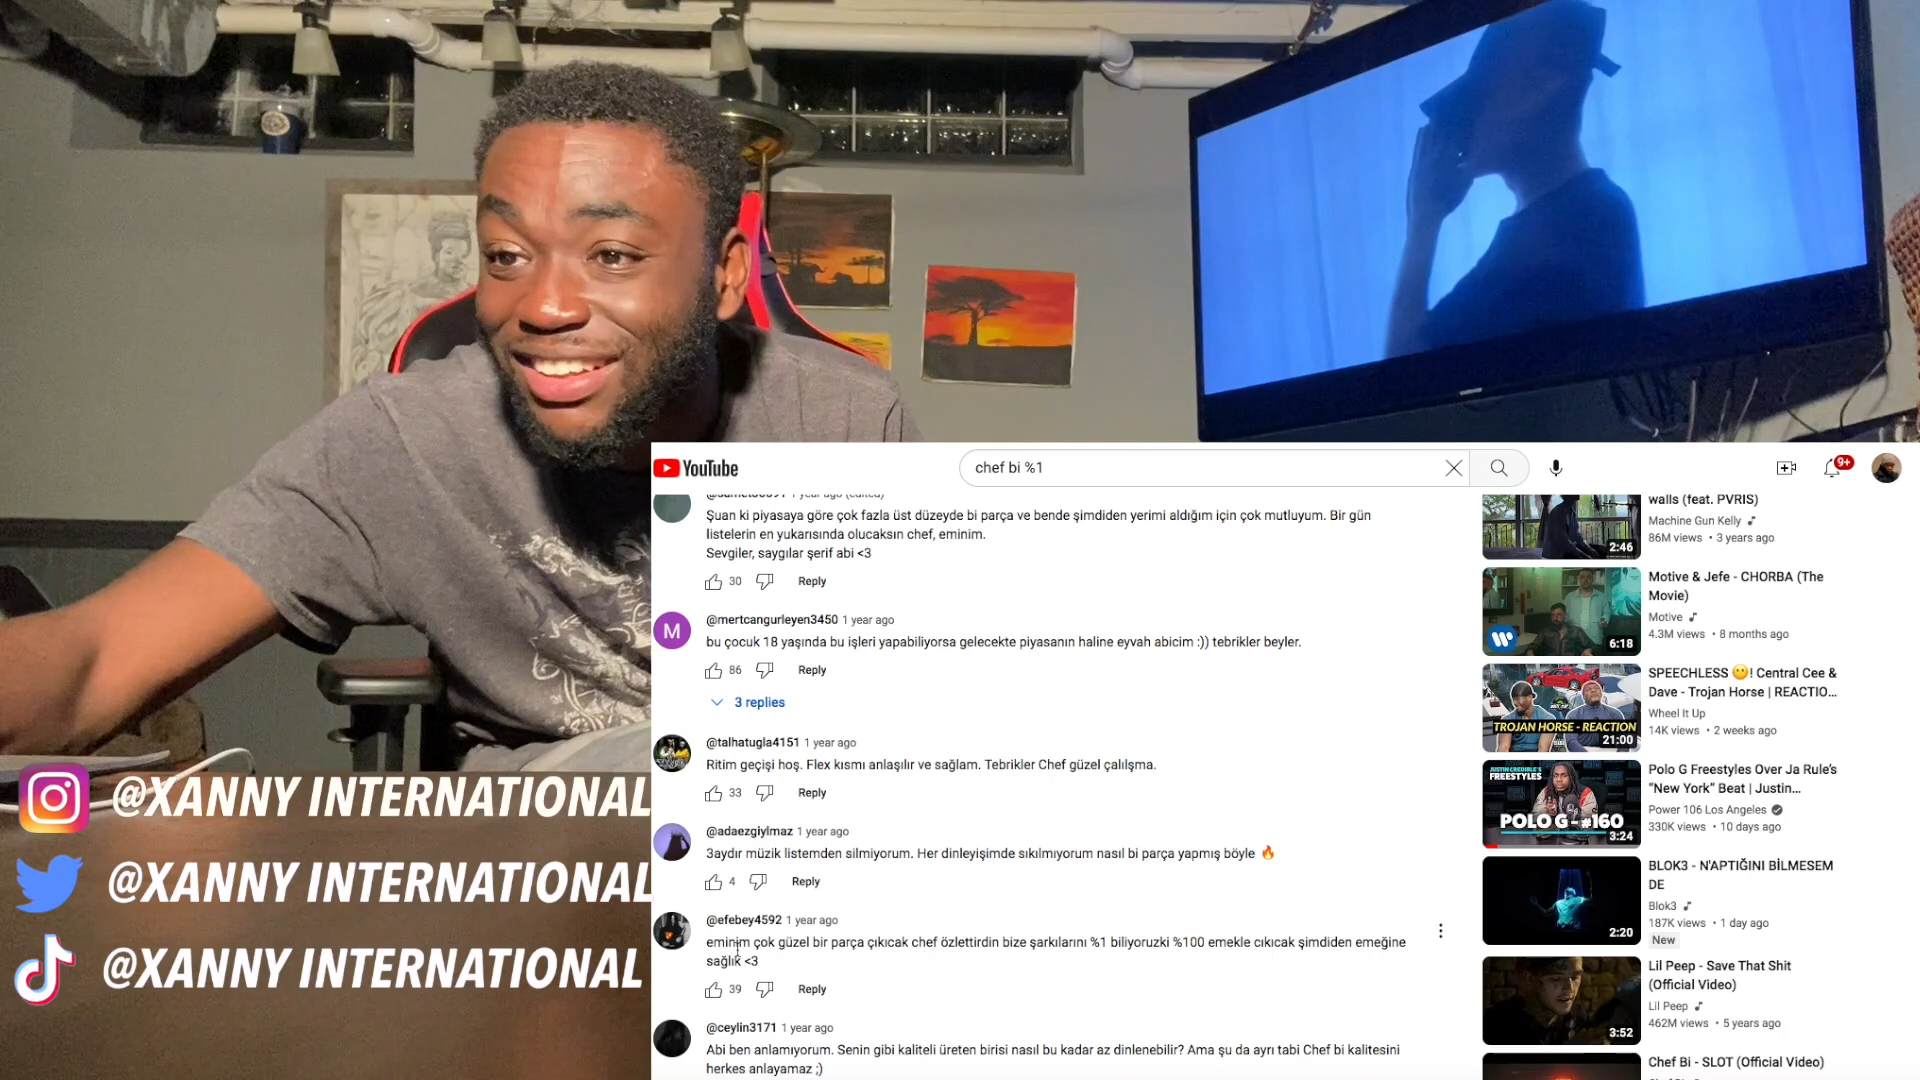 YouTube
chef bi %1
9+
1 year ago (edited)
Şuan ki piyasaya göre çok fazla üst düzeyde bi parça ve bende şimdiden yerimi aldığım için çok mutluyum. Bir gün
listelerin en yukarısında olucaksın chef, eminim.
Sevgiler, saygılar şerif abi <3
30
Reply
M
@mertcangurleyen3450 1 year ago
bu çocuk 18 yaşında bu işleri yapabiliyorsa gelecekte piyasanın haline eyvah abicim :)) tebrikler beyler.
86
Reply
3 replies
@talhatugla4151 1 year ago
Ritim geçişi hoş. Flex kısmı anlaşılır ve sağlam. Tebrikler Chef güzel çalılşma.
33
Reply
@adaezgiylmaz 1 year ago
3aydır müzik listemden silmiyorum. Her dinleyişimde sıkılmıyorum nasıl bi parça yapmış böyle 🔥
4
Reply
@efebey4592 1 year ago
eminim çok güzel bir parça çıkıcak chef özlettirdin bize şarkılarını %1 biliyoruzki %100 emekle cıkıcak şimdiden emeğine
sağlık <3
39
Reply
@ceylin3171 1 year ago
Abi ben anlamıyorum. Senin gibi kaliteli üreten birisi nasıl bu kadar az dinlenebilir? Ama şu da ayrı tabi Chef bi kalitesini
herkes anlayamaz ;)
walls (feat. PVRIS)
Machine Gun Kelly
86M views • 3 years ago
2:46
Motive & Jefe - CHORBA (The
Movie)
Motive
4.3M views • 8 months ago
6:18
SPEECHLESS 😶! Central Cee &
Dave - Trojan Horse | REACTIO...
Wheel It Up
14K views • 2 weeks ago
TROJAN HORSE - REACTION
21:00
Polo G Freestyles Over Ja Rule's
"New York" Beat | Justin...
Power 106 Los Angeles
330K views • 10 days ago
JUSTIN CREDIBLE'S
FREESTYLES
POLO G - #160
3:24
BLOK3 - N'APTIĞINI BİLMESEM
DE
Blok3
187K views • 1 day ago
New
2:20
Lil Peep - Save That Shit
(Official Video)
Lil Peep
462M views • 5 years ago
3:52
Chef Bi - SLOT (Official Video)
@XANNY INTERNATIONAL
@XANNY INTERNATIONAL
@XANNY INTERNATIONAL